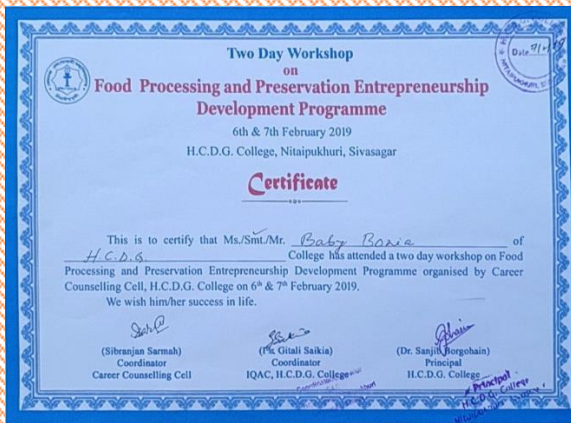 Two Day Workshop
on
Food Processing and Preservation Entrepreneurship
Development Programme
6th & 7th February 2019
H.C.D.G. College, Nitaipukhuri, Sivasagar
Certificate
This is to certify that Ms./Smt./Mr. Baby Bonia of
H.C.D.G. College has attended a two day workshop on Food
Processing and Preservation Entrepreneurship Development Programme organised by Career
Counselling Cell, H.C.D.G. College on 6th & 7th February 2019.
We wish him/her success in life.
(Sibranjan Sarmah)
Coordinator
Career Counselling Cell
Gitali Saikia)
Coordinator
IQAC, H.C.D.G. College
(Dr. Sanjib Borgohain)
Principal
H.C.D.G. College
Principal
H.C.D.G. College
Date